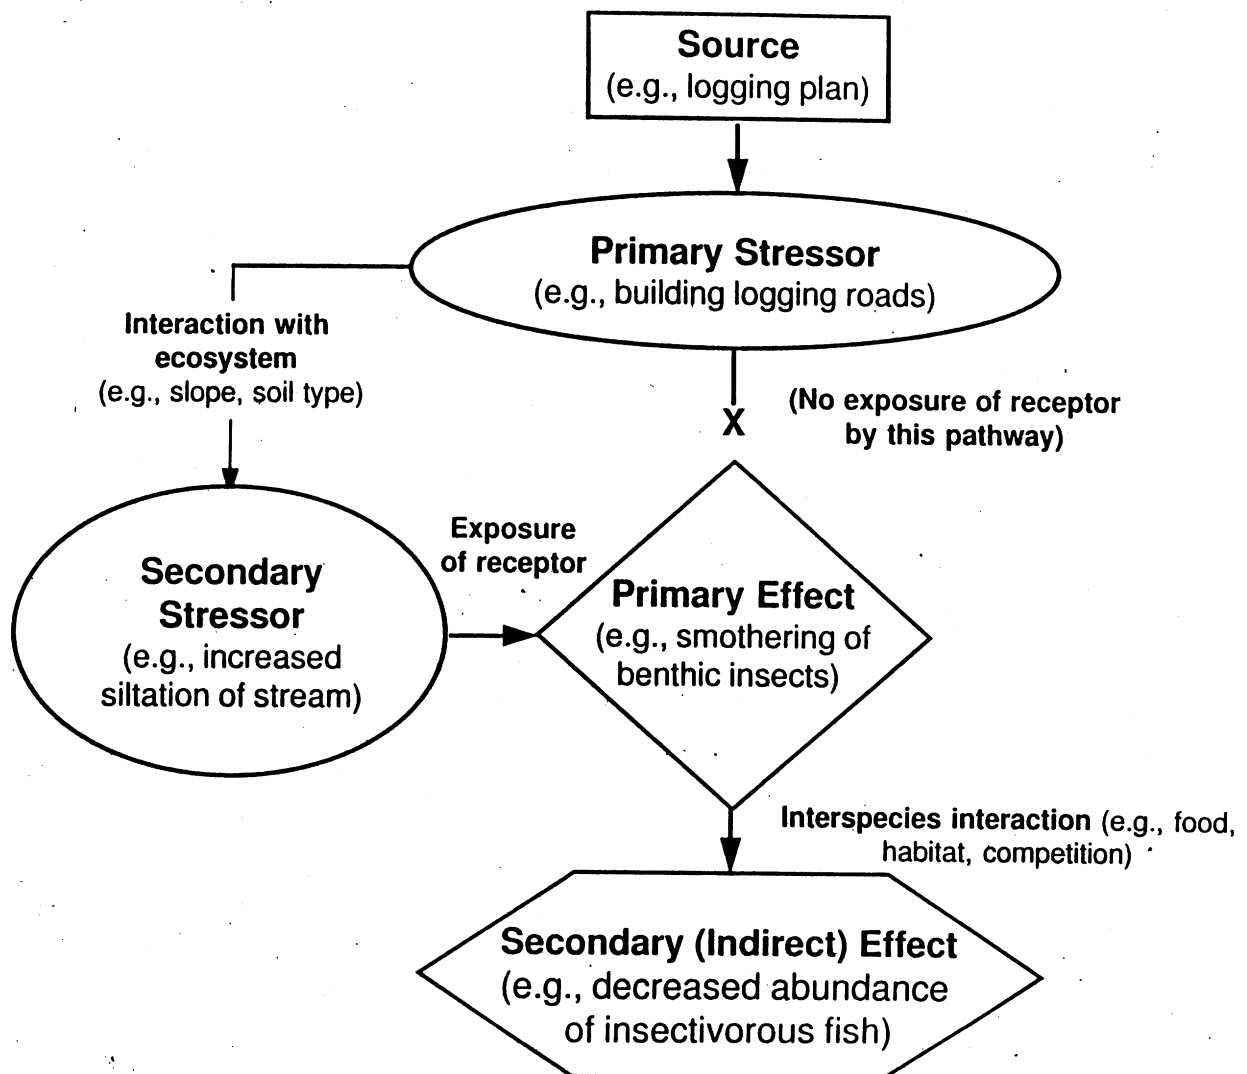 Source
(e.g., logging plan)
Primary Stressor
(e.g., building logging roads)
Interaction with
ecosystem
(e.g., slope, soil type)
X
(No exposure of receptor
by this pathway)
Secondary
Stressor
(e.g., increased
siltation of stream)
Exposure
of receptor
Primary Effect
(e.g., smothering of
benthic insects)
Interspecies interaction (e.g., food,
habitat, competition)
Secondary (Indirect) Effect
(e.g., decreased abundance
of insectivorous fish)